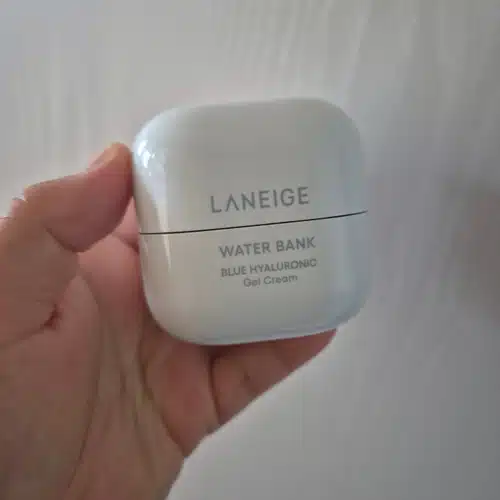 LANEIGE
WATER BANK
BLUE HYALURONIC
Gel Cream